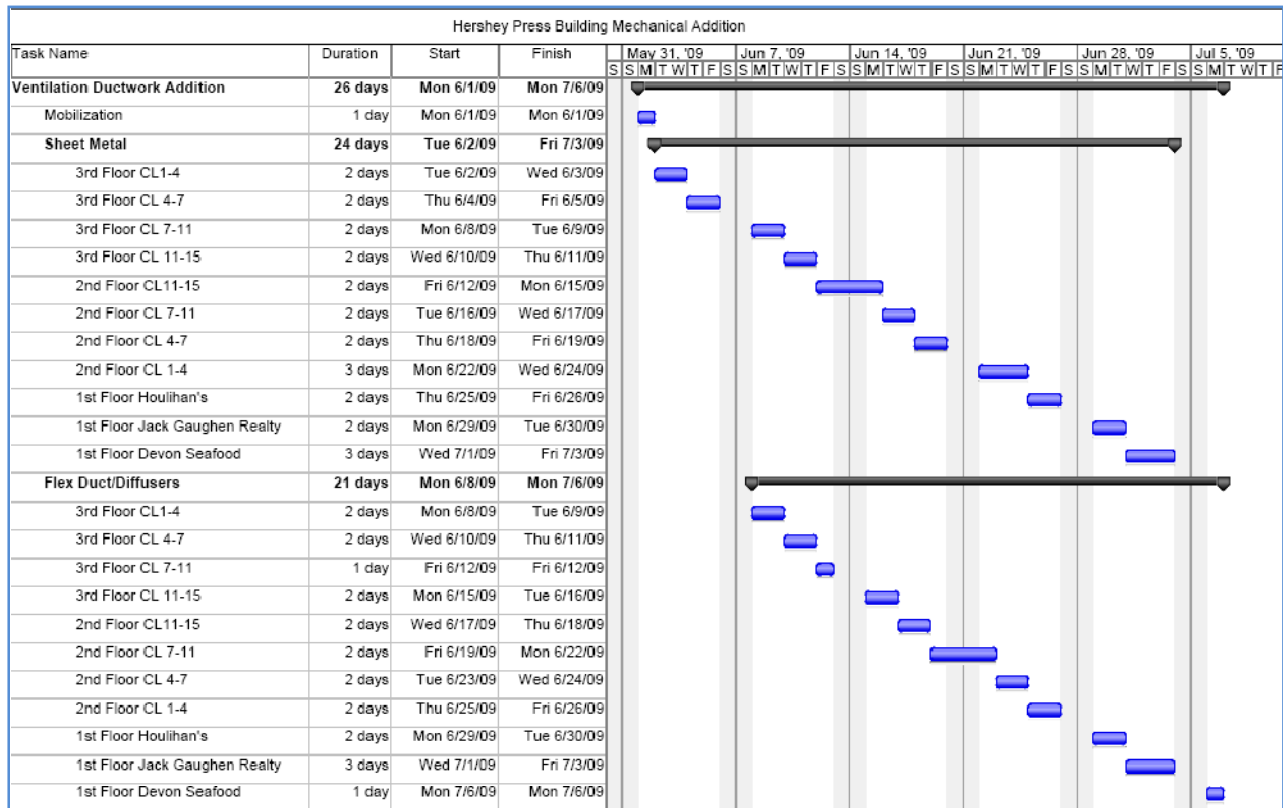 Hershey Press Building Mechanical Addition
Task Name Duration Start Finish May 31, '09 Jun 7, '09 Jun 14, '09 Jun 21, '09 Jun 28, '09 Jul 5, '09
S S M T W T F S S M T W T F S S M T W T F S S M T W T F S S M T W T F S S M T W T F
Ventilation Ductwork Addition 26 days Mon 6/1/09 Mon 7/6/09
Mobilization 1 day Mon 6/1/09 Mon 6/1/09
Sheet Metal 24 days Tue 6/2/09 Fri 7/3/09
3rd Floor CL1-4 2 days Tue 6/2/09 Wed 6/3/09
3rd Floor CL 4-7 2 days Thu 6/4/09 Fri 6/5/09
3rd Floor CL 7-11 2 days Mon 6/8/09 Tue 6/9/09
3rd Floor CL 11-15 2 days Wed 6/10/09 Thu 6/11/09
2nd Floor CL11-15 2 days Fri 6/12/09 Mon 6/15/09
2nd Floor CL 7-11 2 days Tue 6/16/09 Wed 6/17/09
2nd Floor CL 4-7 2 days Thu 6/18/09 Fri 6/19/09
2nd Floor CL 1-4 3 days Mon 6/22/09 Wed 6/24/09
1st Floor Houlihan's 2 days Thu 6/25/09 Fri 6/26/09
1st Floor Jack Gaughen Realty 2 days Mon 6/29/09 Tue 6/30/09
1st Floor Devon Seafood 3 days Wed 7/1/09 Fri 7/3/09
Flex Duct/Diffusers 21 days Mon 6/8/09 Mon 7/6/09
3rd Floor CL1-4 2 days Mon 6/8/09 Tue 6/9/09
3rd Floor CL 4-7 2 days Wed 6/10/09 Thu 6/11/09
3rd Floor CL 7-11 1 day Fri 6/12/09 Fri 6/12/09
3rd Floor CL 11-15 2 days Mon 6/15/09 Tue 6/16/09
2nd Floor CL11-15 2 days Wed 6/17/09 Thu 6/18/09
2nd Floor CL 7-11 2 days Fri 6/19/09 Mon 6/22/09
2nd Floor CL 4-7 2 days Tue 6/23/09 Wed 6/24/09
2nd Floor CL 1-4 2 days Thu 6/25/09 Fri 6/26/09
1st Floor Houlihan's 2 days Mon 6/29/09 Tue 6/30/09
1st Floor Jack Gaughen Realty 3 days Wed 7/1/09 Fri 7/3/09
1st Floor Devon Seafood 1 day Mon 7/6/09 Mon 7/6/09